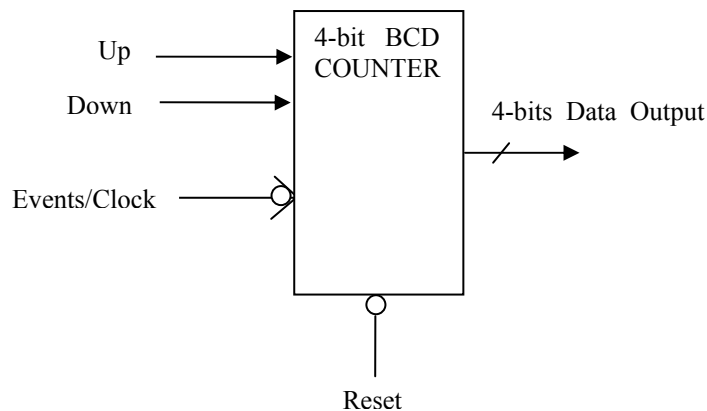 Up
4-bit BCD
COUNTER
Down
4-bits Data Output
Events/Clock
Reset